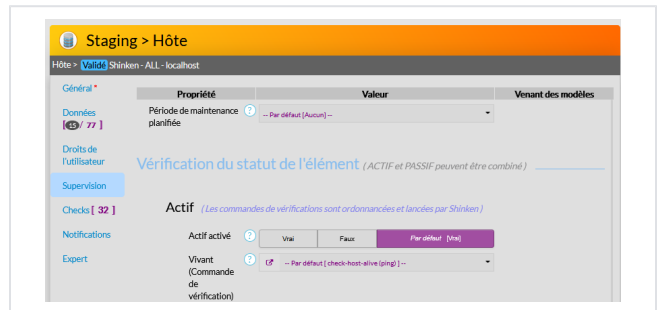 Staging > Hôte
Hôte > Validé Shinken - ALL - localhost
Général *
Données
[15/ 77 ]
Droits de
l'utilisateur
Supervision
Checks [ 32 ]
Notifications
Expert
Propriété Valeur Venant des modèles
Période de maintenance ? -- Par défaut [Aucun] --
planifiée
Vérification du statut de l'élément ( ACTIF et PASSIF peuvent être combiné )
Actif ( Les commandes de vérifications sont ordonnancées et lancées par Shinken )
Actif activé ? Vrai Faux Par défaut [Vrai]
Vivant ? -- Par défaut [ check-host-alive (ping) ] --
(Commande
de
vérification)